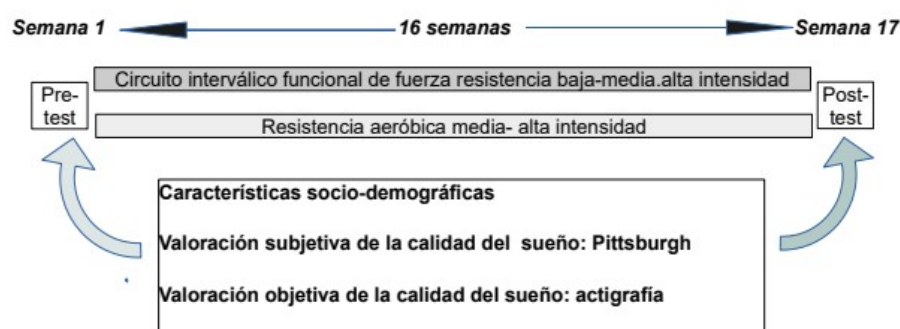 Semana 1 16 semanas Semana 17
Circuito interválico funcional de fuerza resistencia baja-media.alta intensidad
Pre-
test
Post-
test
Resistencia aeróbica media- alta intensidad
Características socio-demográficas
Valoración subjetiva de la calidad del sueño: Pittsburgh
Valoración objetiva de la calidad del sueño: actigrafía